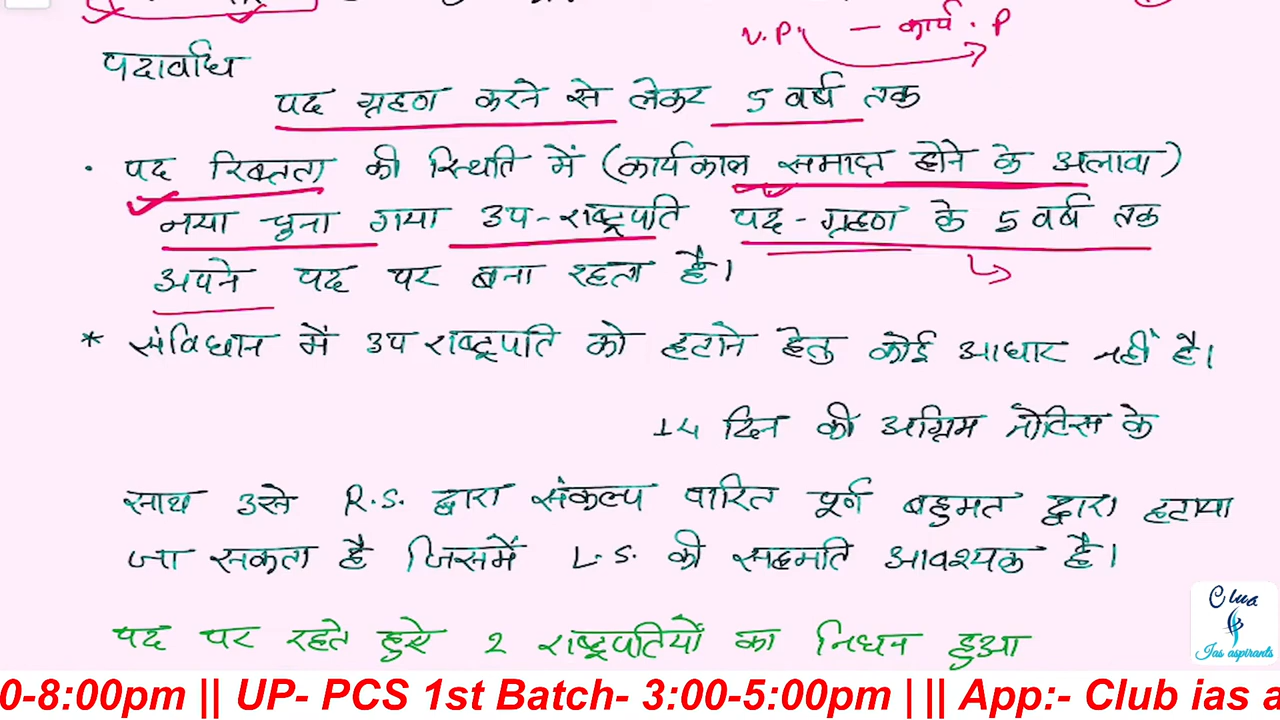 V.P. - कार्य. P
पदावधि
पद ग्रहण करने से लेकर 5 वर्ष तक
· पद रिक्तता की स्थिति में (कार्यकाल समाप्त होने के अलावा)
नया चुना गया उप-राष्ट्रपति पद-ग्रहण के 5 वर्ष तक
अपने पद पर बना रहता है।
* संविधान में उप राष्ट्रपति को हटाने हेतु कोई आधार नहीं है।
14 दिन की अग्रिम नोटिस के
साथ उसे R.S. द्वारा संकल्प पारित पूर्ण बहुमत द्वारा हटाया
जा सकता है जिसमें L.S. की सहमति आवश्यक है।
पद पर रहते हुए 2 राष्ट्रपतियों का निधन हुआ
Club
Ias aspirants
0-8:00pm || UP- PCS 1st Batch- 3:00-5:00pm | || App:- Club ias a